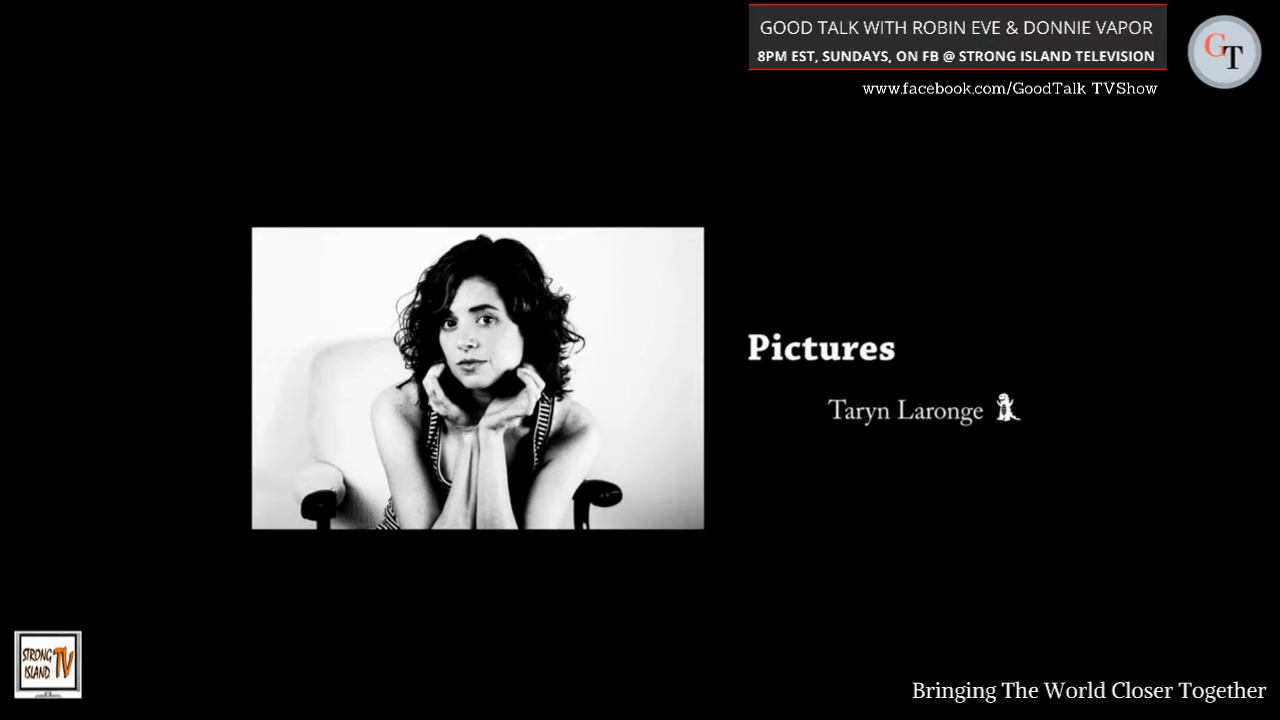 GOOD TALK WITH ROBIN EVE & DONNIE VAPOR
8PM EST, SUNDAYS, ON FB @ STRONG ISLAND TELEVISION
www.facebook.com/GoodTalk TVShow
GT
Pictures
Taryn Laronge
STRONG
ISLAND
TV
Bringing The World Closer Together